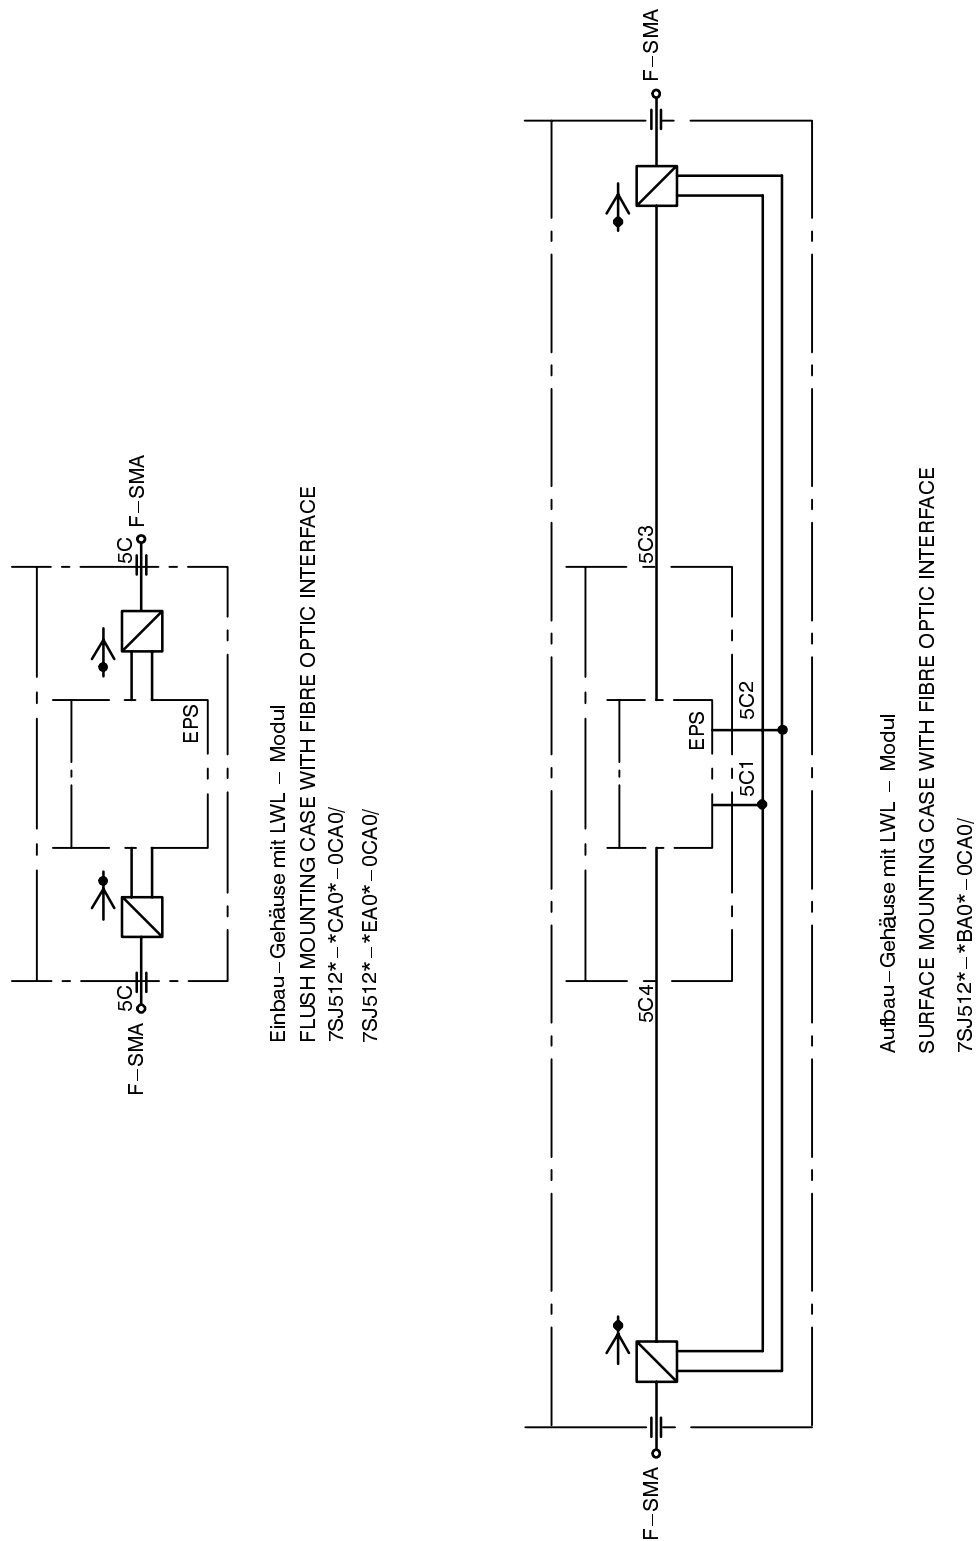 F–SMA
5C
EPS
5C
F–SMA
Einbau–Gehäuse mit LWL – Modul
FLUSH MOUNTING CASE WITH FIBRE OPTIC INTERFACE
7SJ512*–*CA0*–0CA0/
7SJ512*–*EA0*–0CA0/
F–SMA
5C4
5C3
F–SMA
EPS
5C1
5C2
Aufbau–Gehäuse mit LWL – Modul
SURFACE MOUNTING CASE WITH FIBRE OPTIC INTERFACE
7SJ512*–*BA0*–0CA0/